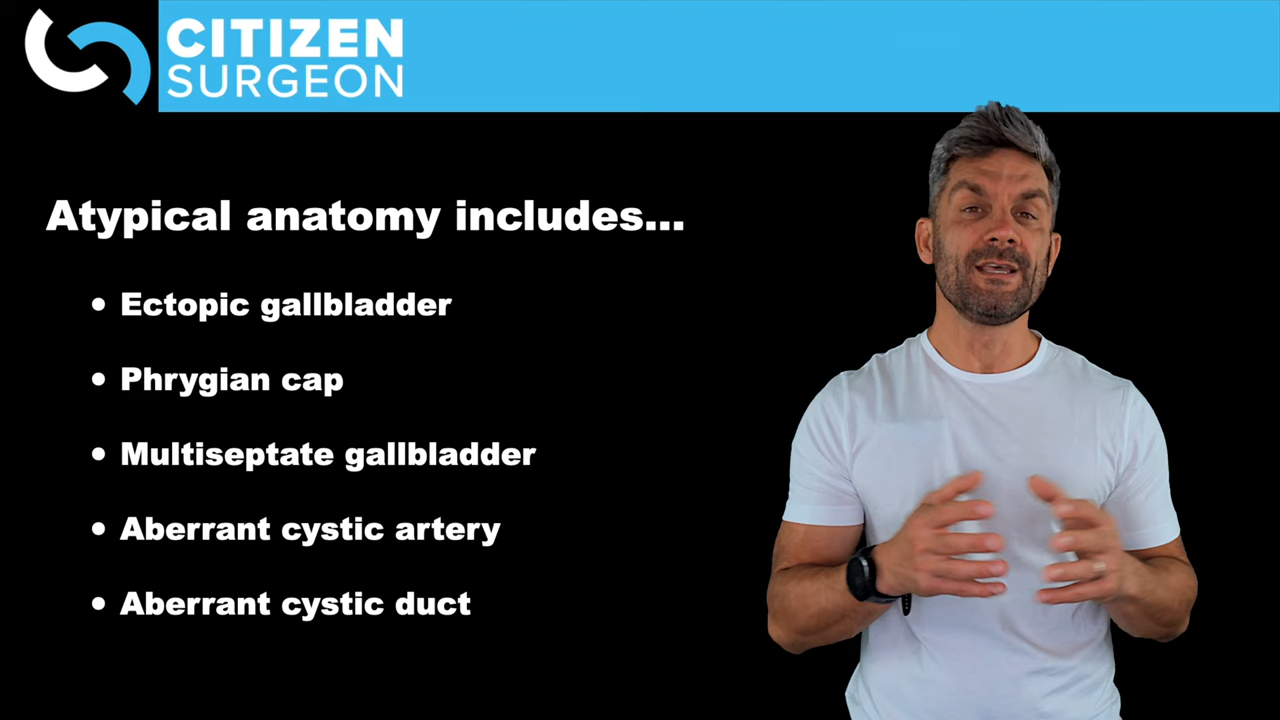 CITIZEN
SURGEON
Atypical anatomy includes...
• Ectopic gallbladder
• Phrygian cap
• Multiseptate gallbladder
• Aberrant cystic artery
• Aberrant cystic duct